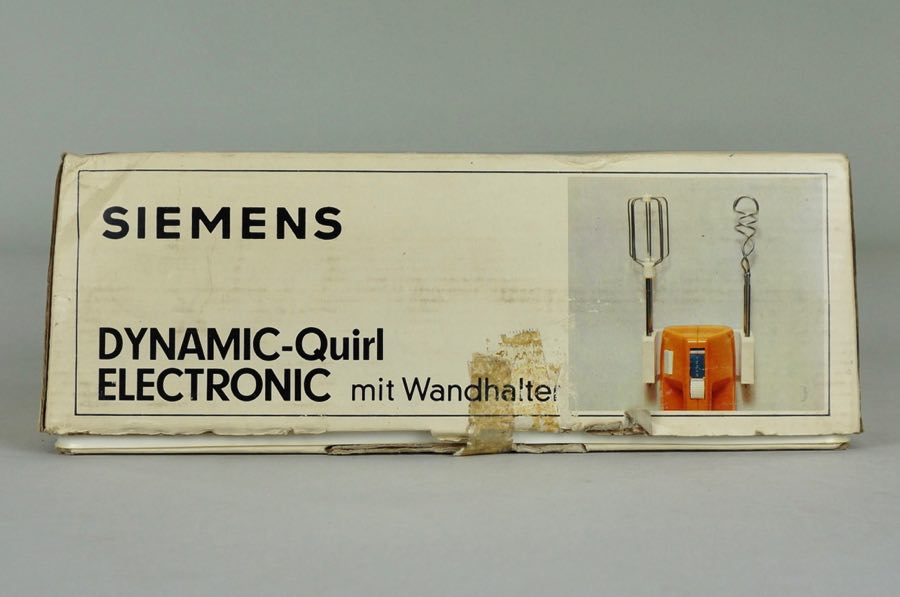 SIEMENS
DYNAMIC-Quirl
ELECTRONIC mit Wandhalter